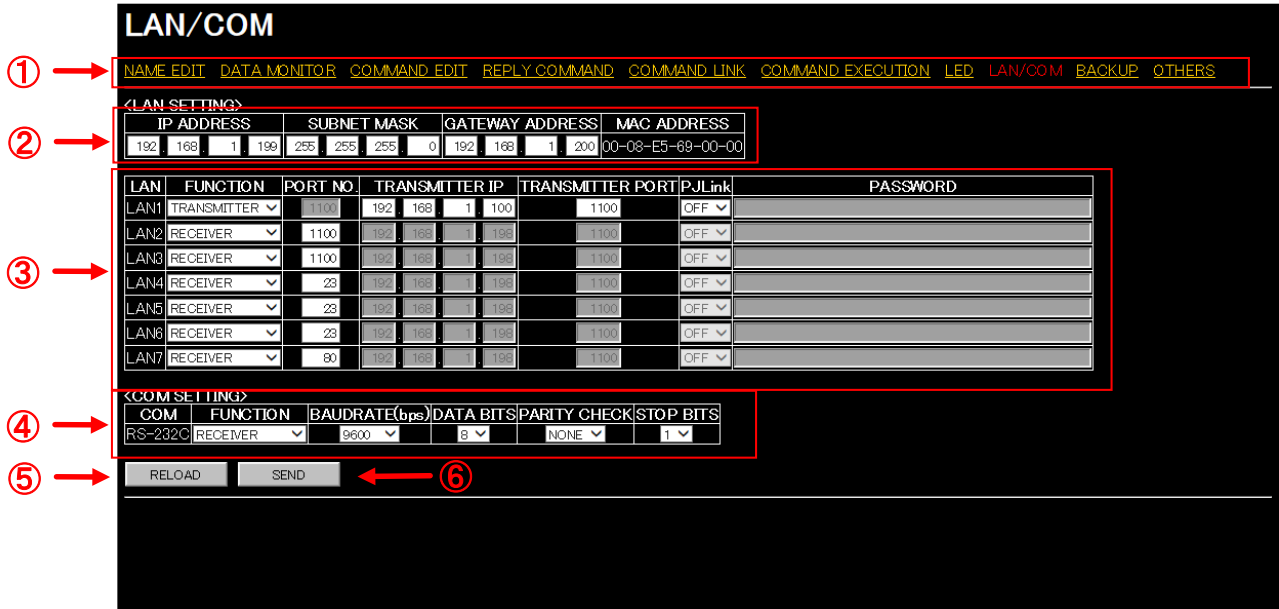 LAN/COM
① NAME EDIT DATA MONITOR COMMAND EDIT REPLY COMMAND COMMAND LINK COMMAND EXECUTION LED LAN/COM BACKUP OTHERS
<LAN SETTING>
IP ADDRESS SUBNET MASK GATEWAY ADDRESS MAC ADDRESS
② 192 . 168 . 1 . 199 255 . 255 . 255 . 0 192 . 168 . 1 . 200 00-08-E5-69-00-00
LAN FUNCTION PORT NO. TRANSMITTER IP TRANSMITTER PORT PJLink PASSWORD
LAN1 TRANSMITTER 1100 192 . 168 . 1 . 100 1100 OFF
LAN2 RECEIVER 1100 192 . 168 . 1 . 198 1100 OFF
③ LAN3 RECEIVER 1100 192 . 168 . 1 . 198 1100 OFF
LAN4 RECEIVER 23 192 . 168 . 1 . 198 1100 OFF
LAN5 RECEIVER 23 192 . 168 . 1 . 198 1100 OFF
LAN6 RECEIVER 23 192 . 168 . 1 . 198 1100 OFF
LAN7 RECEIVER 80 192 . 168 . 1 . 198 1100 OFF
<COM SETTING>
COM FUNCTION BAUDRATE(bps) DATA BITS PARITY CHECK STOP BITS
④ RS-232C RECEIVER 9600 8 NONE 1
⑤ RELOAD SEND ⑥